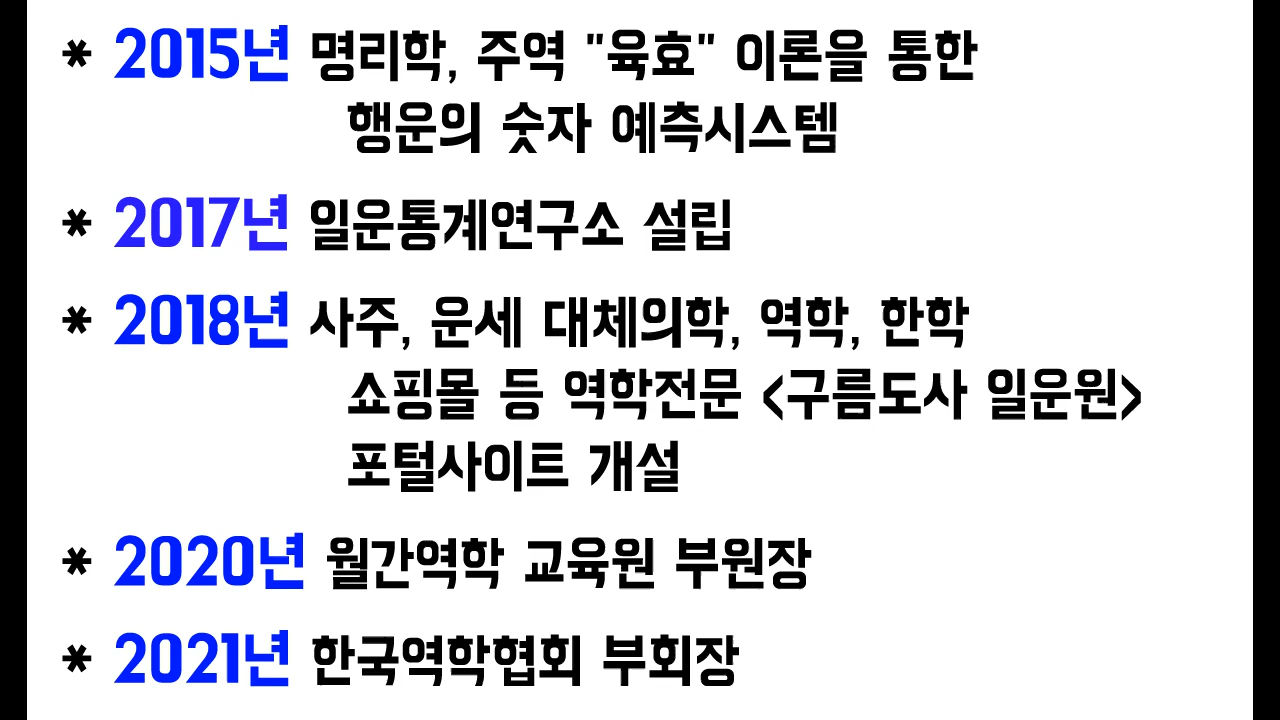 * 2015년 명리학, 주역 "육효" 이론을 통한
행운의 숫자 예측시스템
* 2017년 일운통계연구소 설립
* 2018년 사주, 운세 대체의학, 역학, 한학
쇼핑몰 등 역학전문 <구름도사 일운원>
포털사이트 개설
* 2020년 월간역학 교육원 부원장
* 2021년 한국역학협회 부회장